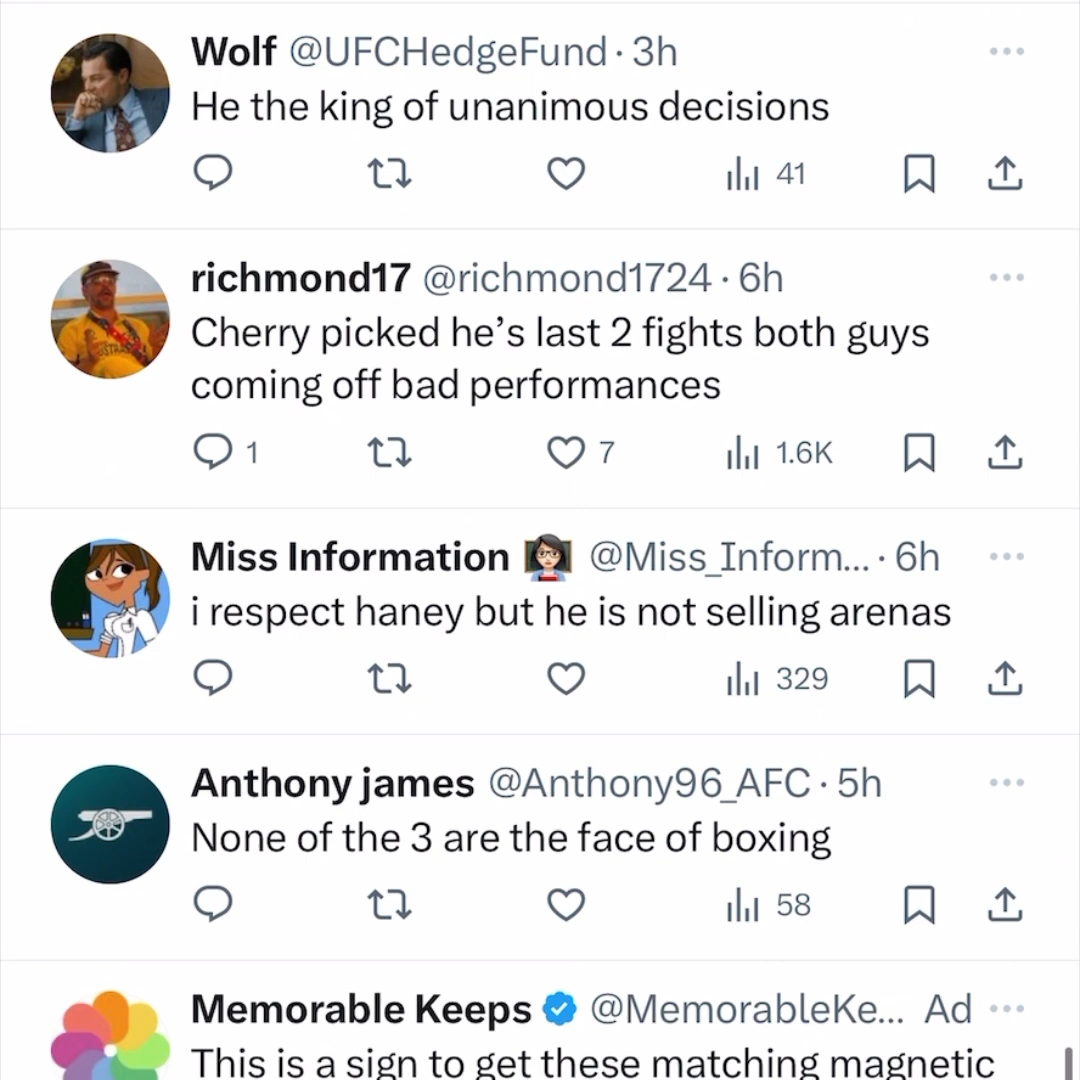 Wolf @UFCHedgeFund · 3h
He the king of unanimous decisions
41
richmond17 @richmond1724 · 6h
Cherry picked he’s last 2 fights both guys
coming off bad performances
1 7 1.6K
Miss Information 👩🏻‍🏫 @Miss_Inform... · 6h
i respect haney but he is not selling arenas
329
Anthony james @Anthony96_AFC · 5h
None of the 3 are the face of boxing
58
Memorable Keeps @MemorableKe... Ad
This is a sign to get these matching magnetic